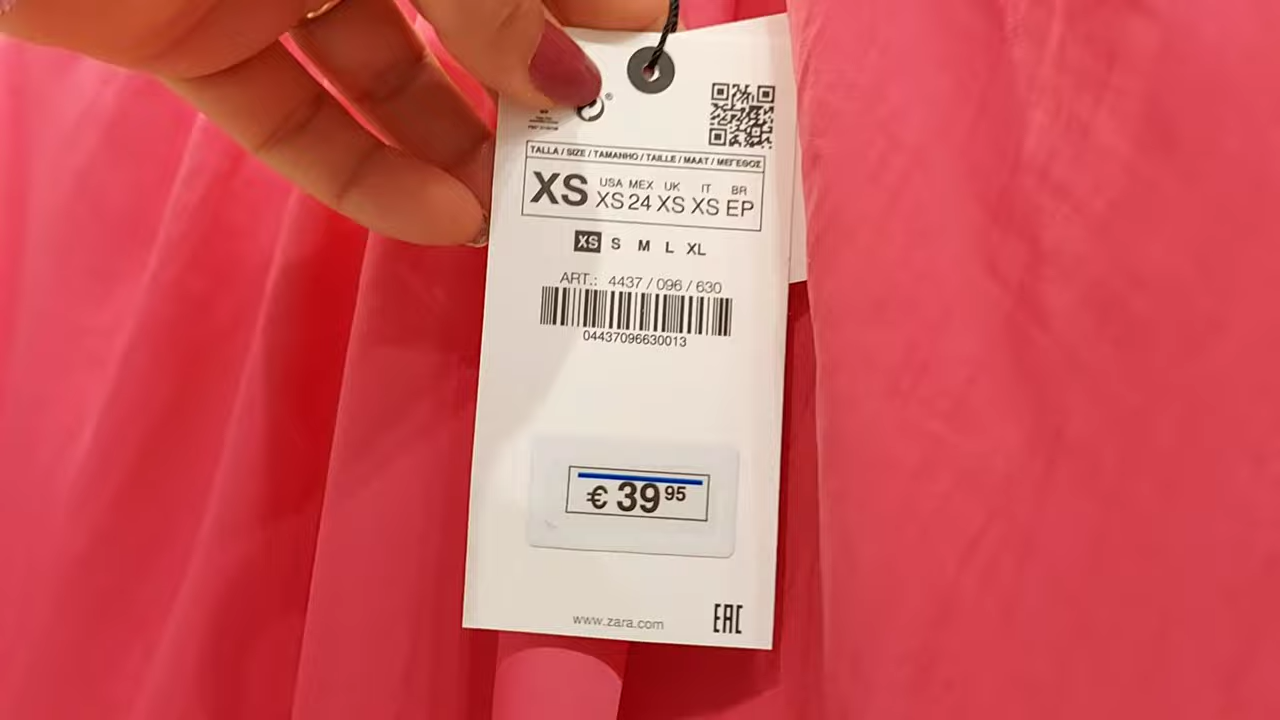 ®
TALLA / SIZE / TAMANHO / TAILLE / MAAT / ΜΕΓΕΘΟΣ
XS
USA MEX UK IT BR
XS 24 XS XS EP
XS S M L XL
ART.: 4437 / 096 / 630
04437096630013
€ 39 95
www.zara.com
EAC